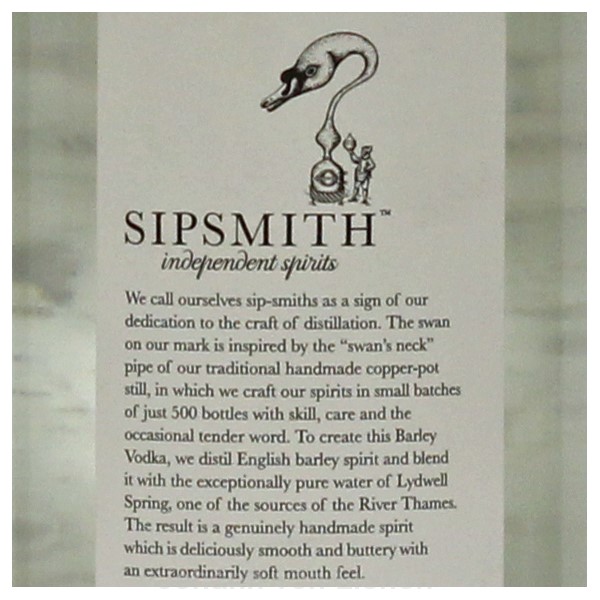 SIPSMITH™
independent spirits
We call ourselves sip-smiths as a sign of our
dedication to the craft of distillation. The swan
on our mark is inspired by the “swan’s neck”
pipe of our traditional handmade copper-pot
still, in which we craft our spirits in small batches
of just 500 bottles with skill, care and the
occasional tender word. To create this Barley
Vodka, we distil English barley spirit and blend
it with the exceptionally pure water of Lydwell
Spring, one of the sources of the River Thames.
The result is a genuinely handmade spirit
which is deliciously smooth and buttery with
an extraordinarily soft mouth feel.